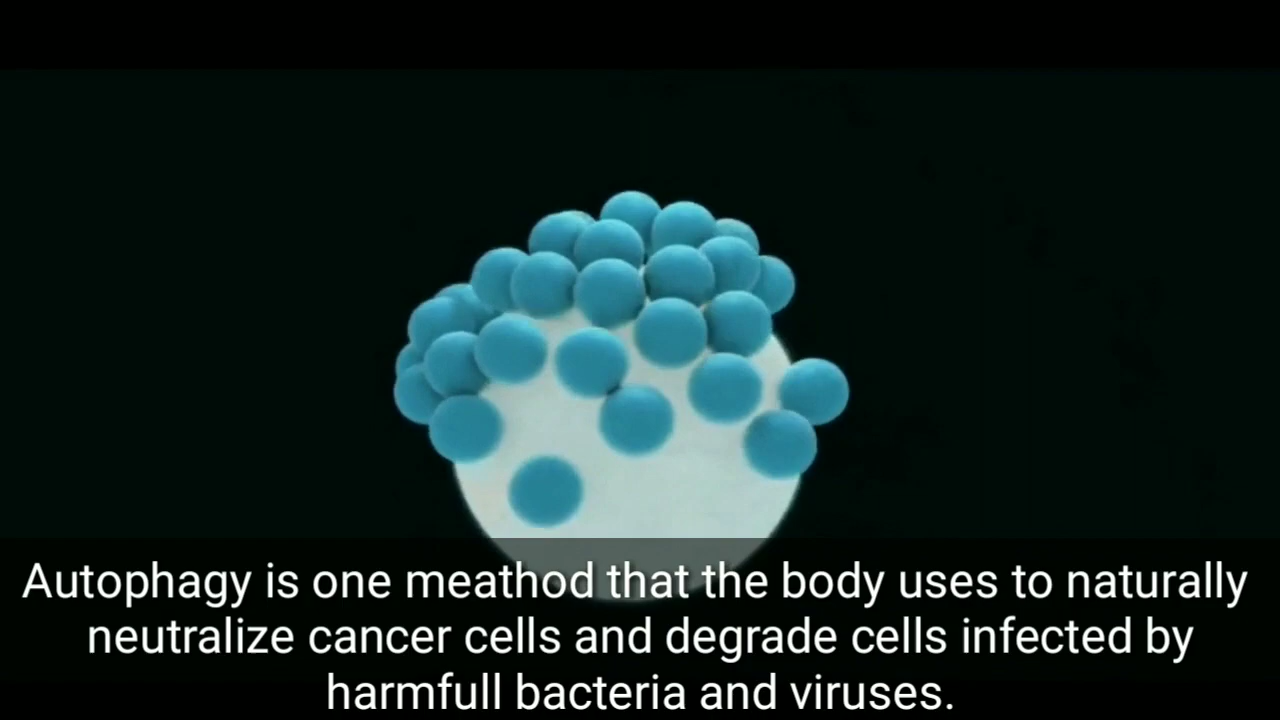 Autophagy is one meathod that the body uses to naturally
neutralize cancer cells and degrade cells infected by
harmfull bacteria and viruses.